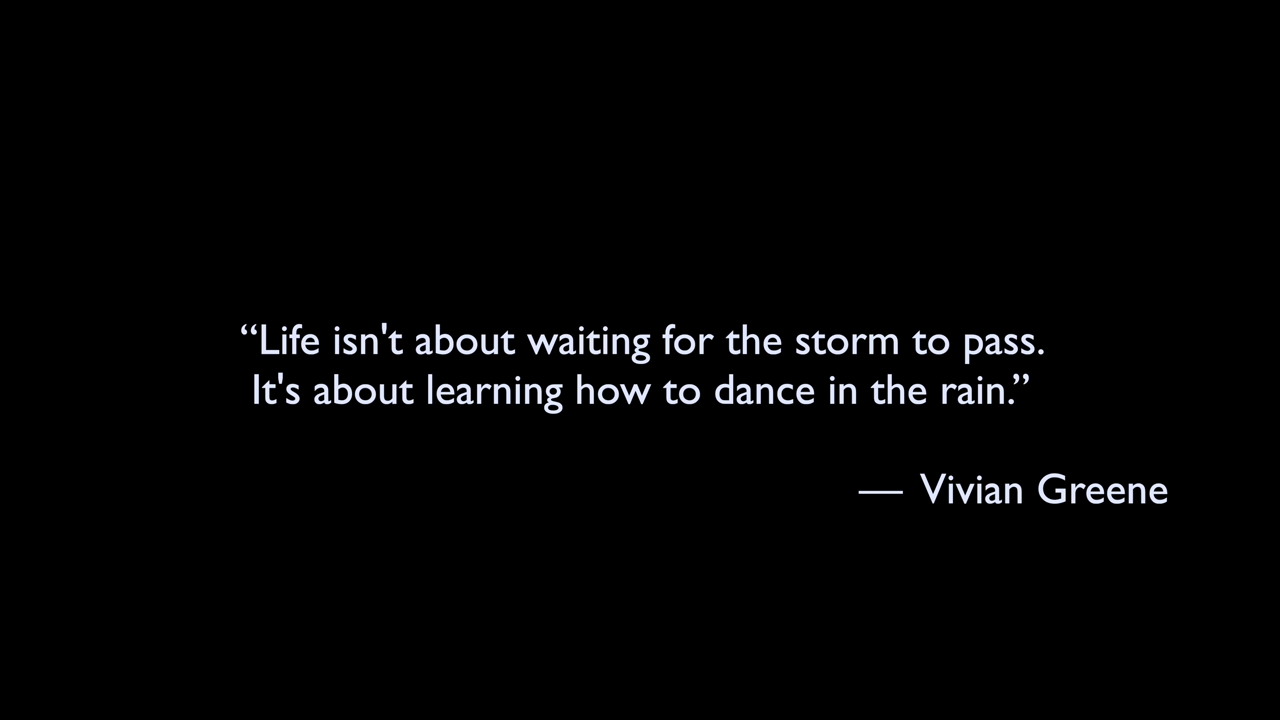 “Life isn't about waiting for the storm to pass.
It's about learning how to dance in the rain.”
— Vivian Greene